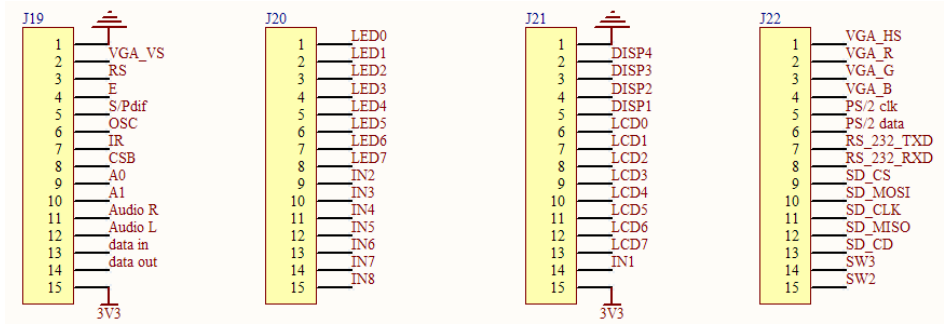 J19
1
2 VGA_VS
3 RS
4 E
5 S/Pdif
6 OSC
7 IR
8 CSB
9 A0
10 A1
11 Audio R
12 Audio L
13 data in
14 data out
15
3V3
J20
1 LED0
2 LED1
3 LED2
4 LED3
5 LED4
6 LED5
7 LED6
8 LED7
9 IN2
10 IN3
11 IN4
12 IN5
13 IN6
14 IN7
15 IN8
J21
1
2 DISP4
3 DISP3
4 DISP2
5 DISP1
6 LCD0
7 LCD1
8 LCD2
9 LCD3
10 LCD4
11 LCD5
12 LCD6
13 LCD7
14 IN1
15
3V3
J22
1 VGA_HS
2 VGA_R
3 VGA_G
4 VGA_B
5 PS/2 clk
6 PS/2 data
7 RS_232_TXD
8 RS_232_RXD
9 SD_CS
10 SD_MOSI
11 SD_CLK
12 SD_MISO
13 SD_CD
14 SW3
15 SW2